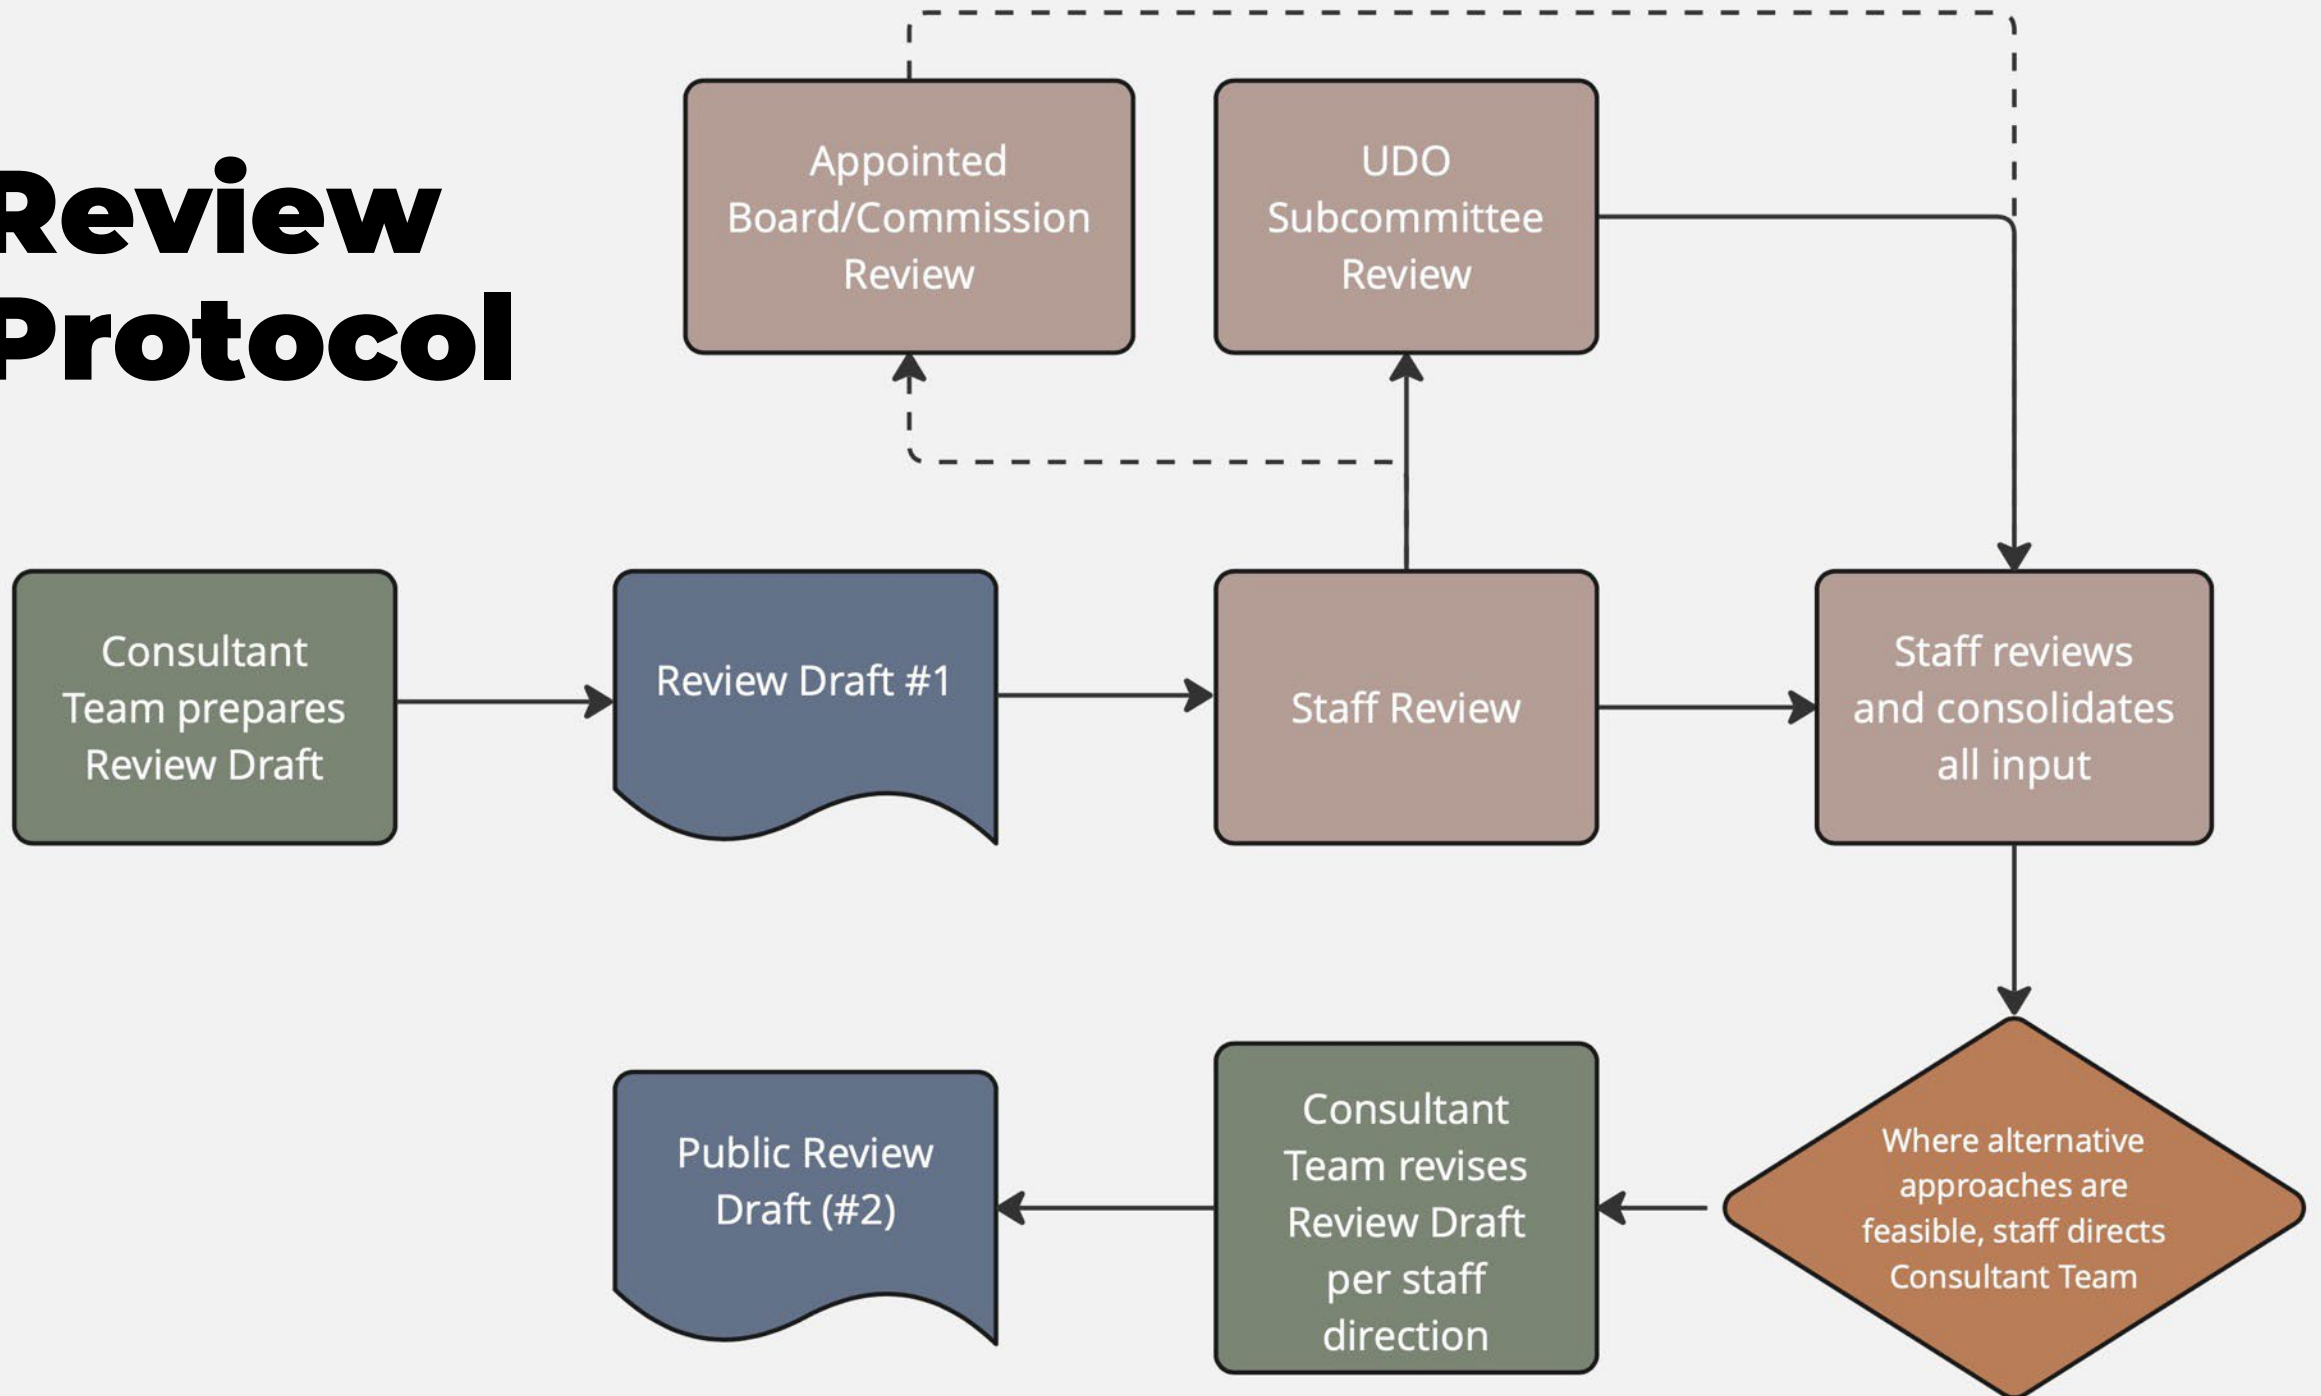 Review
Protocol
Appointed
Board/Commission
Review
UDO
Subcommittee
Review
Consultant
Team prepares
Review Draft
Review Draft #1
Staff Review
Staff reviews
and consolidates
all input
Where alternative
approaches are
feasible, staff directs
Consultant Team
Consultant
Team revises
Review Draft
per staff
direction
Public Review
Draft (#2)